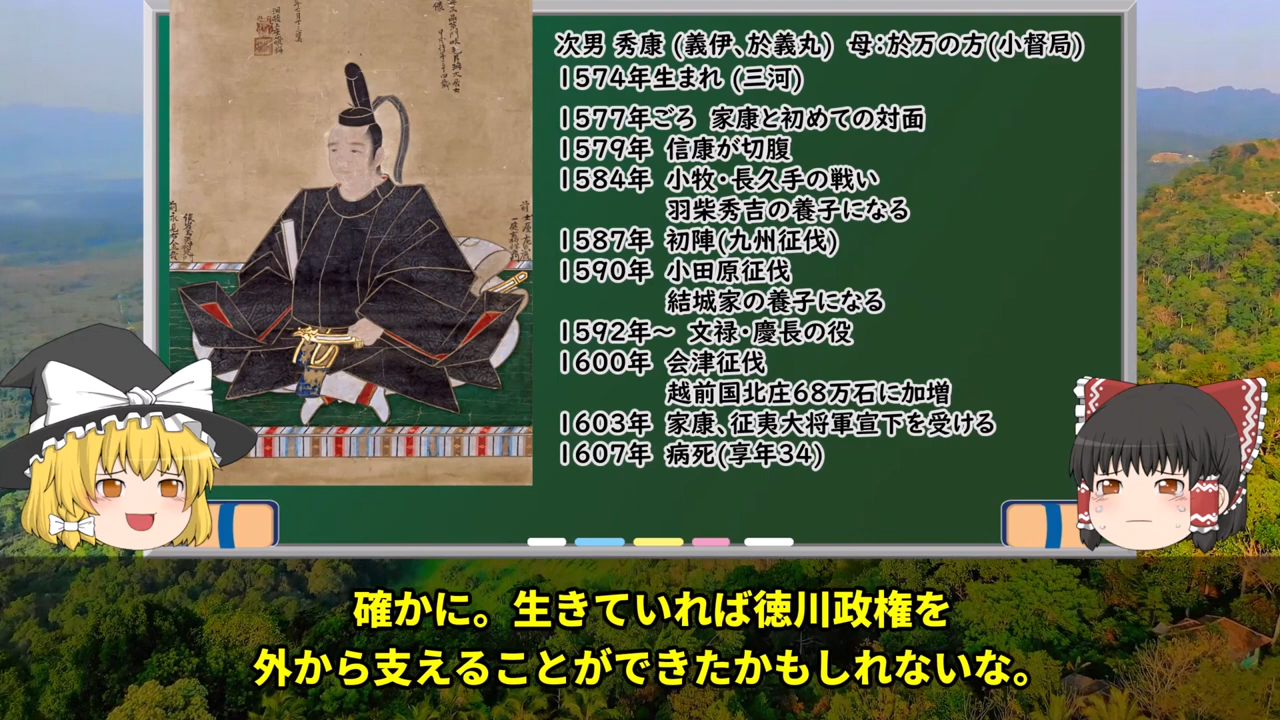 次男 秀康 (義伊、於義丸) 母：於万の方(小督局)
1574年生まれ (三河)
1577年ごろ 家康と初めての対面
1579年 信康が切腹
1584年 小牧・長久手の戦い
羽柴秀吉の養子になる
1587年 初陣(九州征伐)
1590年 小田原征伐
結城家の養子になる
1592年〜 文禄・慶長の役
1600年 会津征伐
越前国北庄68万石に加増
1603年 家康、征夷大将軍宣下を受ける
1607年 病死(享年34)
確かに。生きていれば徳川政権を
外から支えることができたかもしれないな。